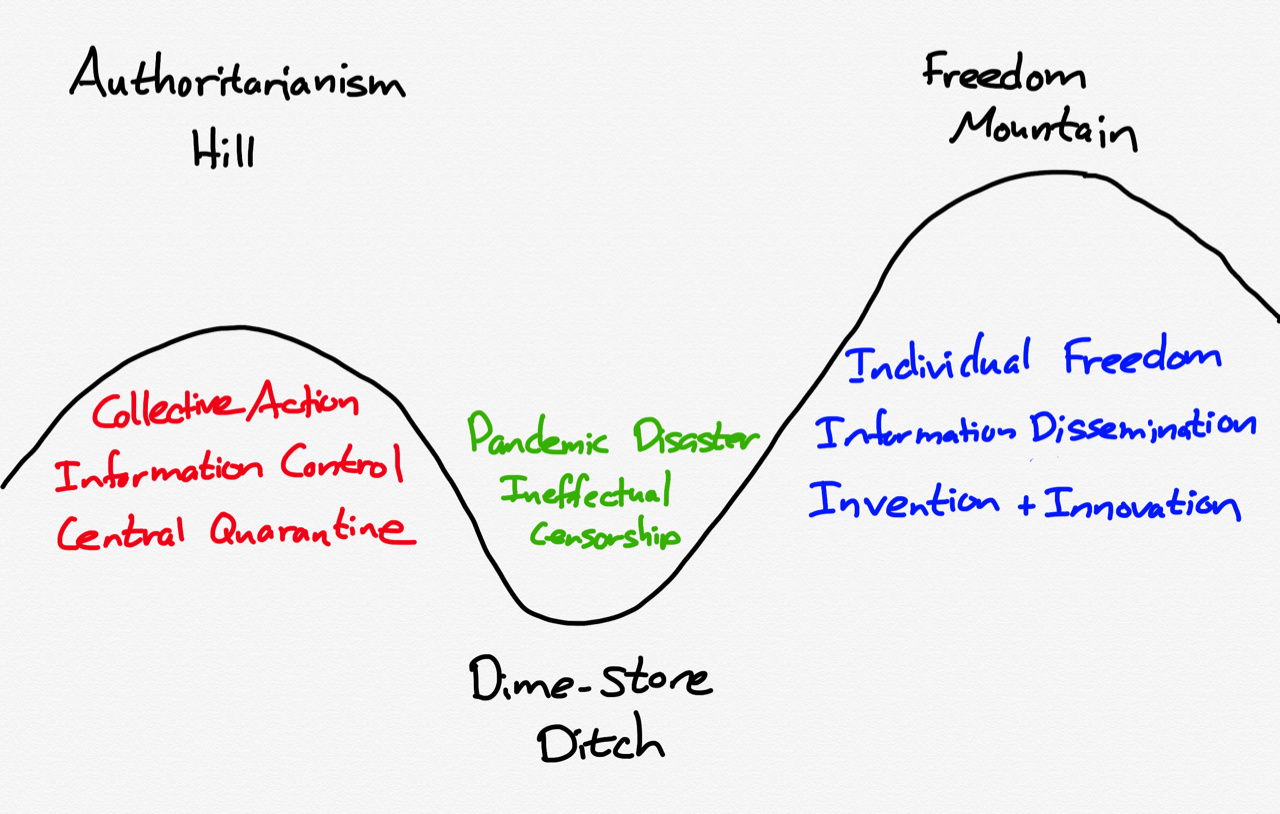 Authoritarianism
Hill
Freedom
Mountain
Collective Action
Information Control
Central Quarantine
Pandemic Disaster
Ineffectual
Censorship
Individual Freedom
Information Dissemination
Invention + Innovation
Dime-Store
Ditch